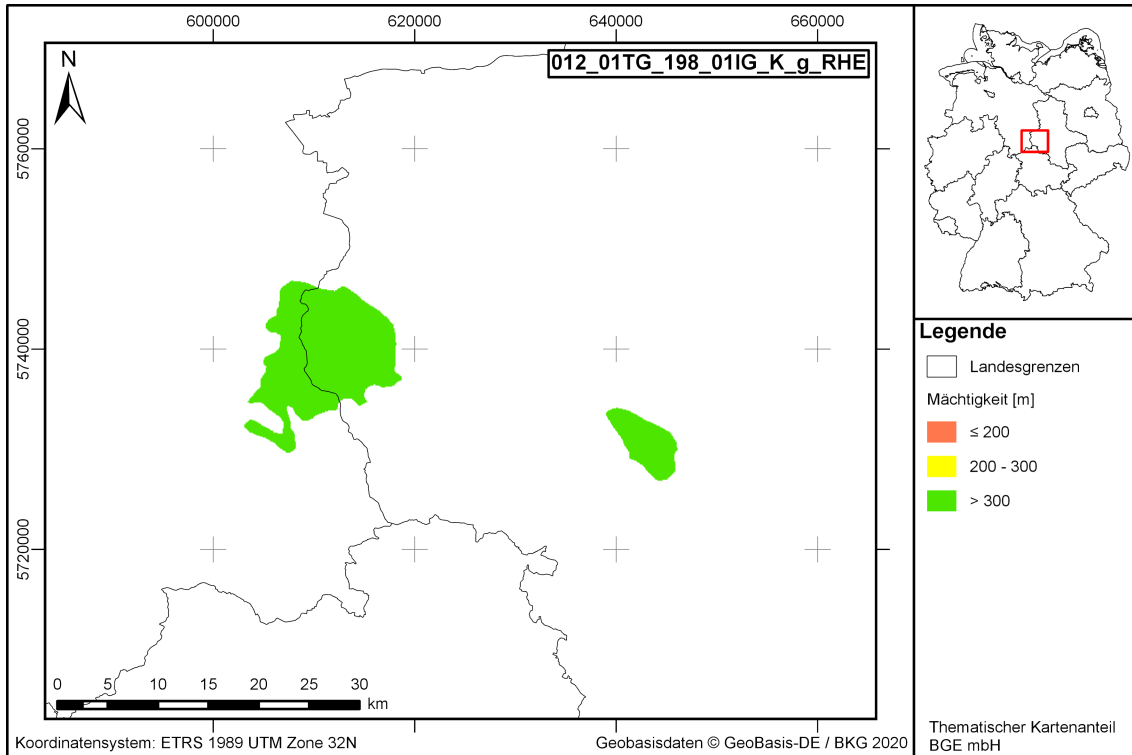 600000 620000 640000 660000
N
012_01TG_198_01IG_K_g_RHE
5760000
5740000
5720000
0 5 10 15 20 25 30
km
Koordinatensystem: ETRS 1989 UTM Zone 32N
Geobasisdaten © GeoBasis-DE / BKG 2020
Legende
Landesgrenzen
Mächtigkeit [m]
≤ 200
200 - 300
> 300
Thematischer Kartenanteil
BGE mbH